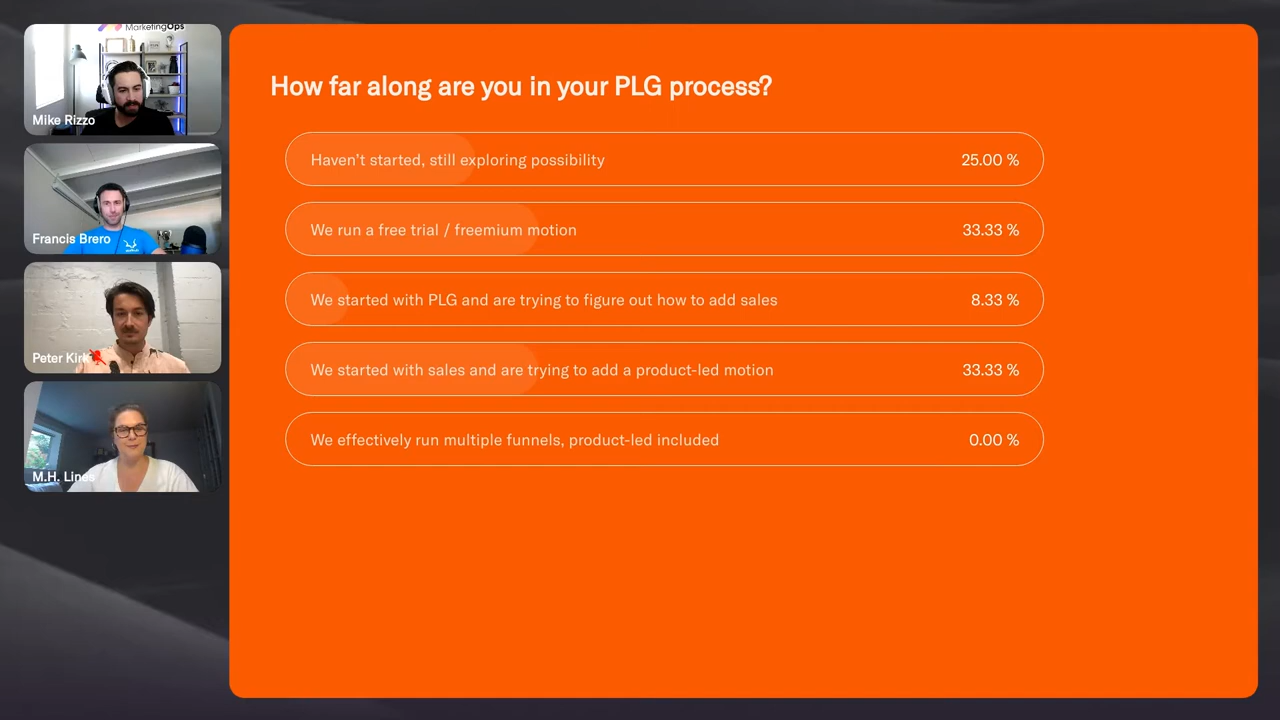 MarketingOps
Mike Rizzo
Francis Brero
Peter Kirk
M.H. Lines
How far along are you in your PLG process?
Haven't started, still exploring possibility 25.00 %
We run a free trial / freemium motion 33.33 %
We started with PLG and are trying to figure out how to add sales 8.33 %
We started with sales and are trying to add a product-led motion 33.33 %
We effectively run multiple funnels, product-led included 0.00 %